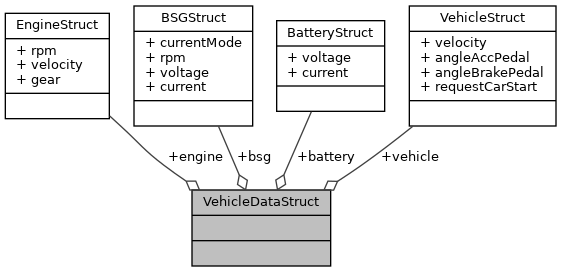 EngineStruct
+ rpm
+ velocity
+ gear
BSGStruct
+ currentMode
+ rpm
+ voltage
+ current
BatteryStruct
+ voltage
+ current
VehicleStruct
+ velocity
+ angleAccPedal
+ angleBrakePedal
+ requestCarStart
+engine
+bsg
+battery
+vehicle
VehicleDataStruct